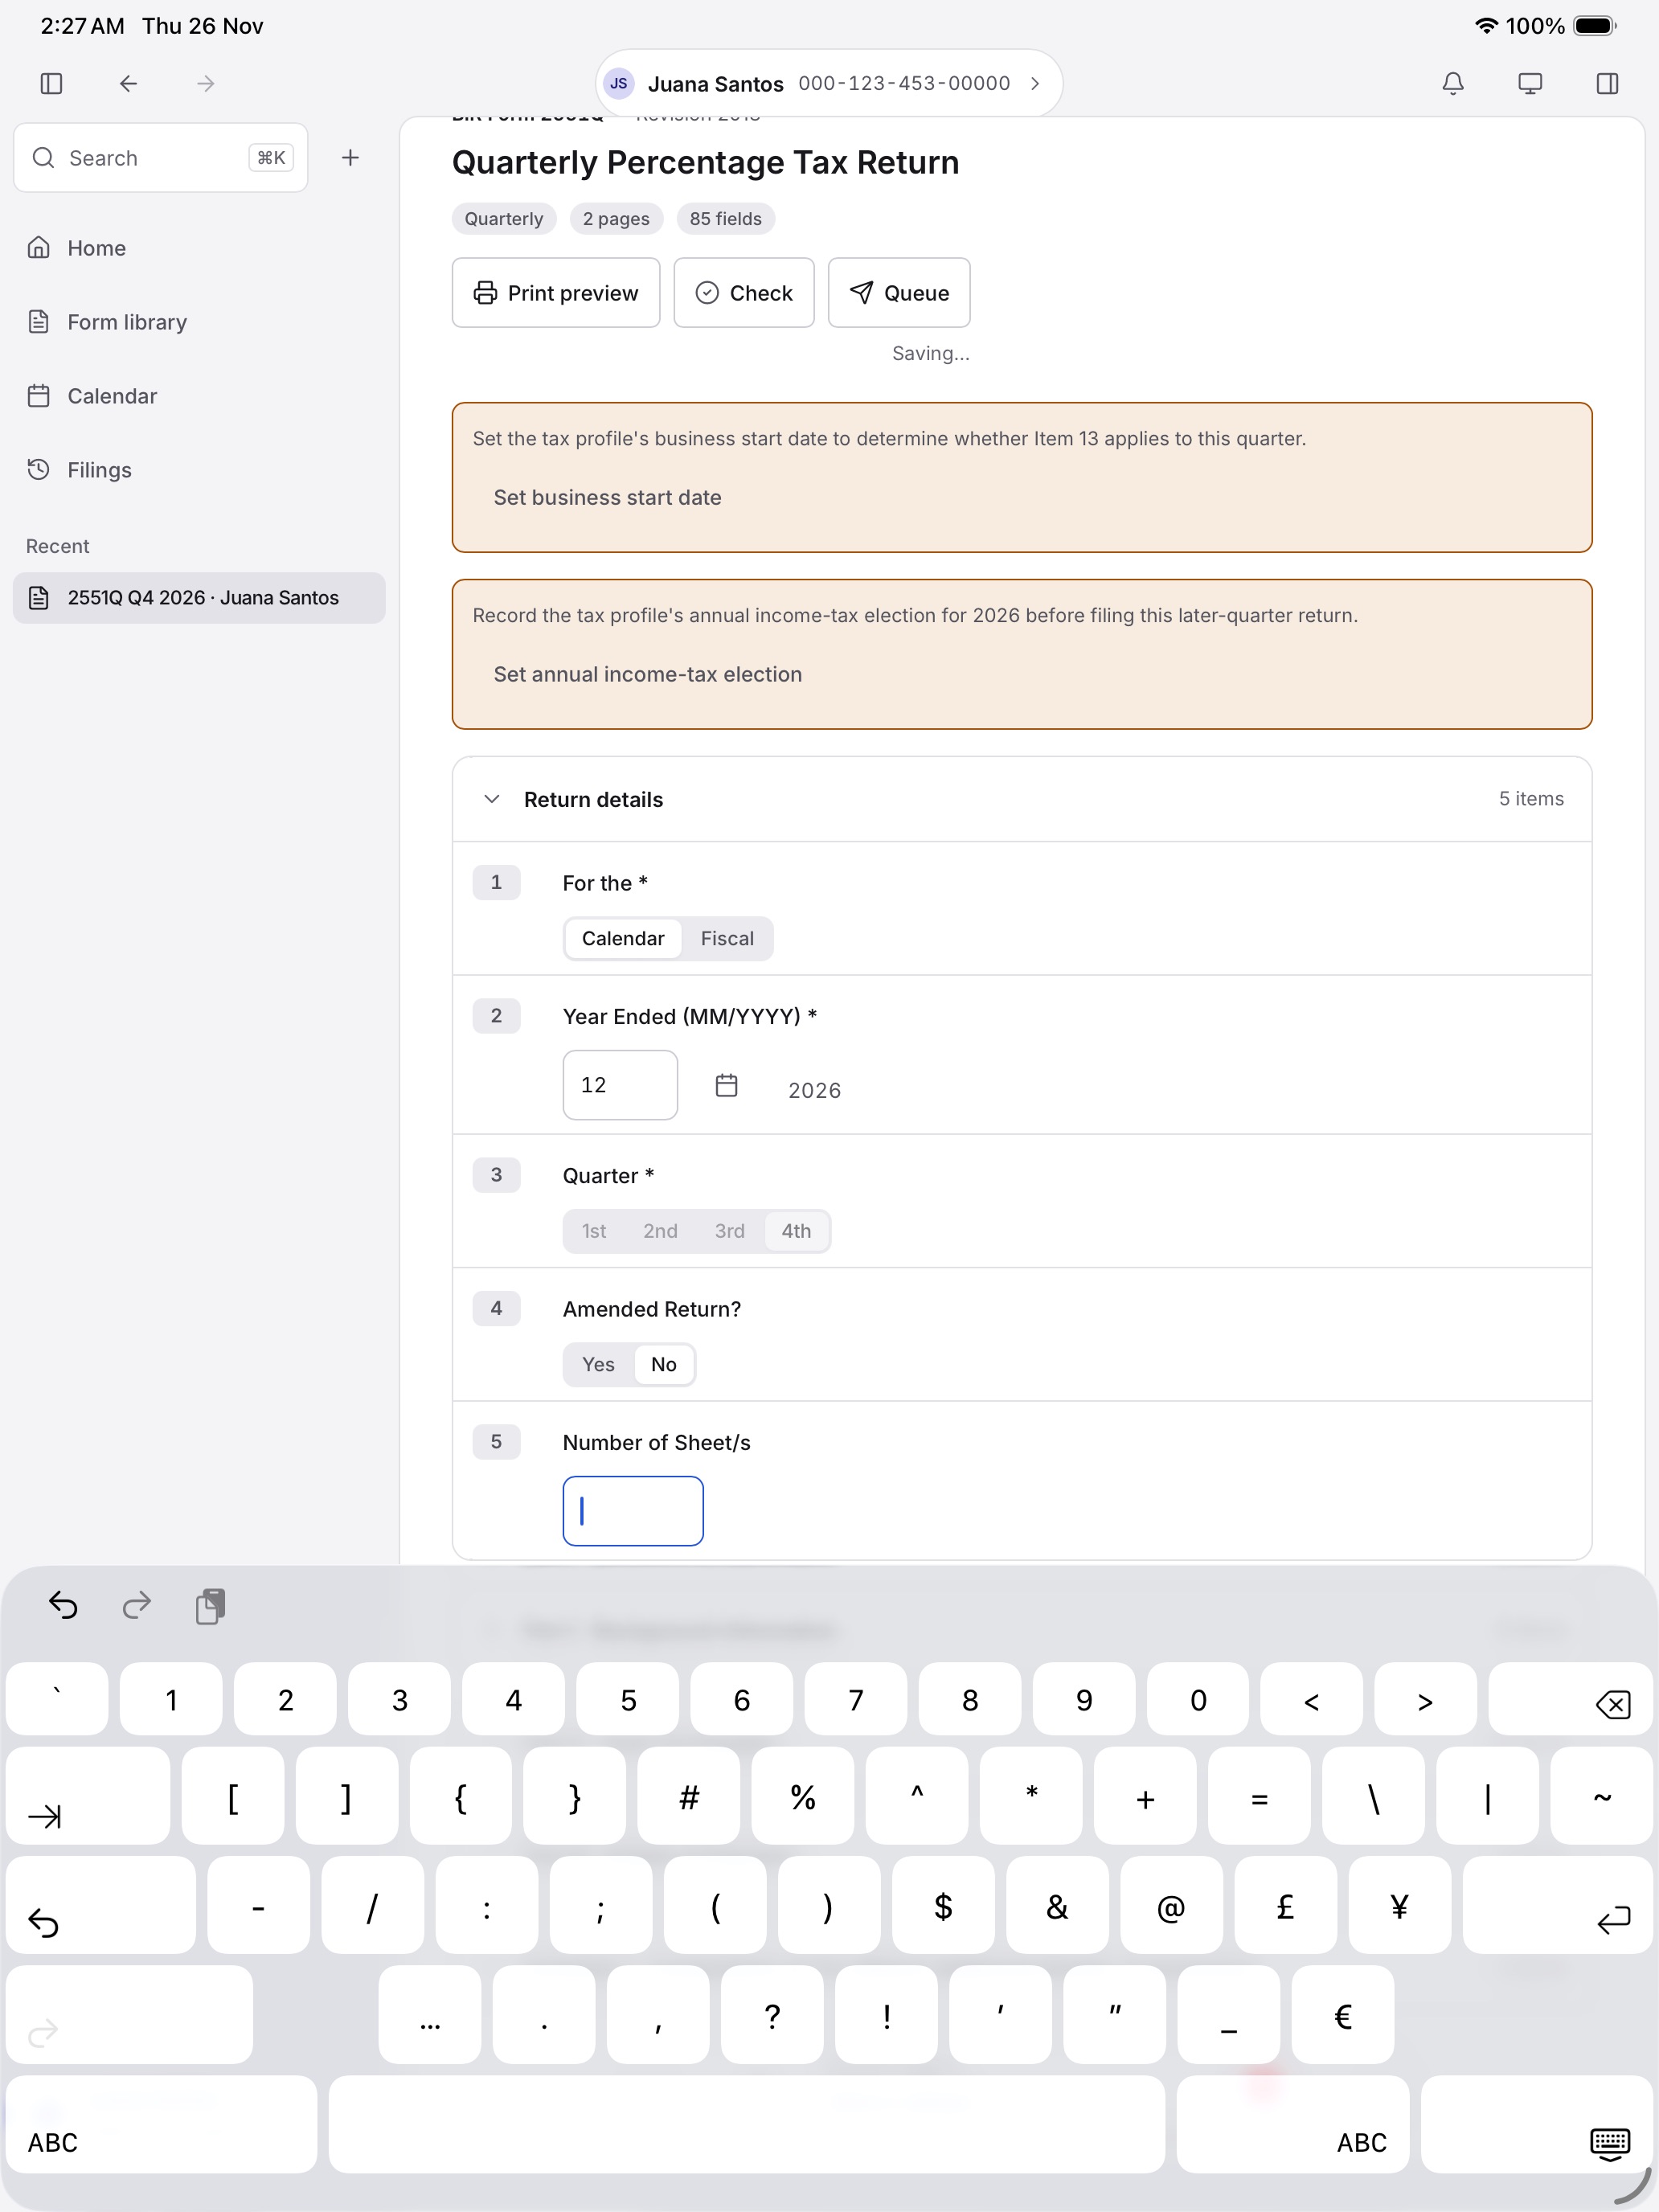 2:27 AM Thu 26 Nov 100%
JS Juana Santos 000-123-453-00000
Search ⌘K
Home
Form library
Calendar
Filings
Recent
2551Q Q4 2026 · Juana Santos
Quarterly Percentage Tax Return
Quarterly 2 pages 85 fields
Print preview Check Queue
Saving...
Set the tax profile's business start date to determine whether Item 13 applies to this quarter.
Set business start date
Record the tax profile's annual income-tax election for 2026 before filing this later-quarter return.
Set annual income-tax election
Return details 5 items
1 For the *
Calendar Fiscal
2 Year Ended (MM/YYYY) *
12 2026
3 Quarter *
1st 2nd 3rd 4th
4 Amended Return?
Yes No
5 Number of Sheet/s
` 1 2 3 4 5 6 7 8 9 0 < >
[ ] { } # % ^ * + = \ | ~
- / : ; ( ) $ & @ £ ¥
… . , ? ! ' " _ €
ABC ABC